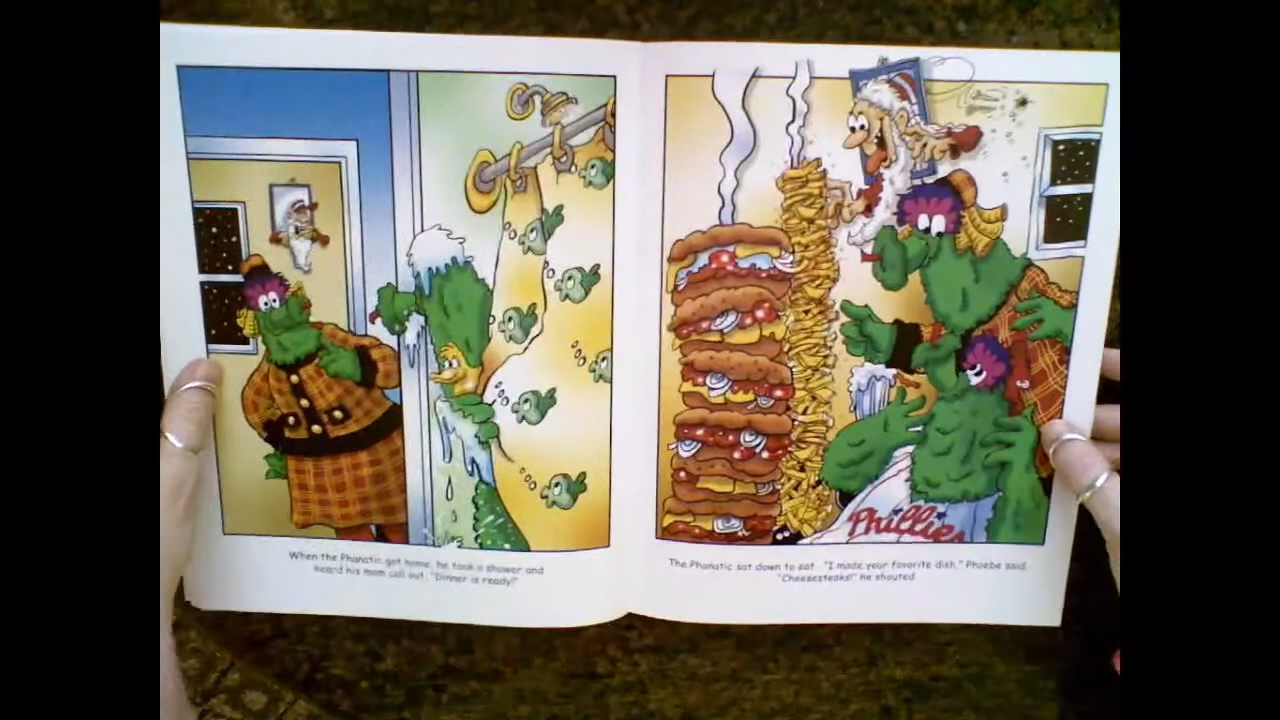 When the Phanatic got home, he took a shower and
heard his mom call out, "Dinner is ready!"
The Phanatic sat down to eat. "I made your favorite dish," Phoebe said.
"Cheesesteaks!" he shouted.
Phillies